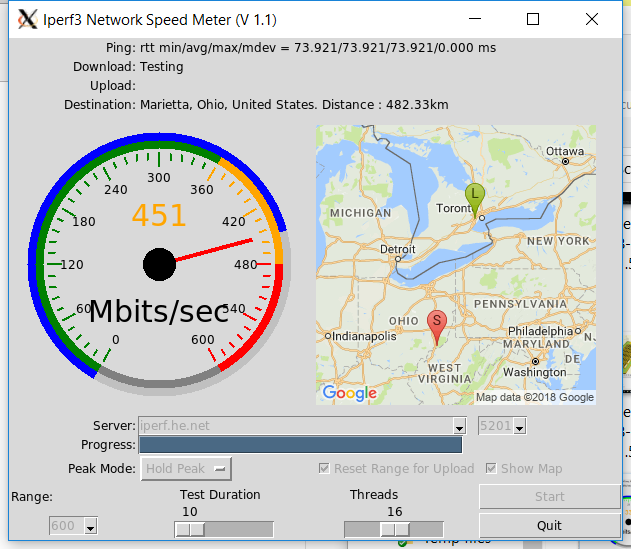 Iperf3 Network Speed Meter (V 1.1)
Ping: rtt min/avg/max/mdev = 73.921/73.921/73.921/0.000 ms
Download: Testing
Upload:
Destination: Marietta, Ohio, United States. Distance : 482.33km
300
240
360
180
451
420
120
480
60
Mbits/sec
540
0
600
Ottawa
L
Toronto
MICHIGAN
Detroit
NEW YORK
PENNSYLVANIA
OHIO
S
Philadelphia
Indianapolis
MARYLAND
DE
NJ
WEST
VIRGINIA
Washington
Google
Map data ©2018 Google
Server: iperf.he.net 5201
Progress:
Peak Mode: Hold Peak Reset Range for Upload Show Map
Range: Test Duration Threads Start
10 16
600 Quit